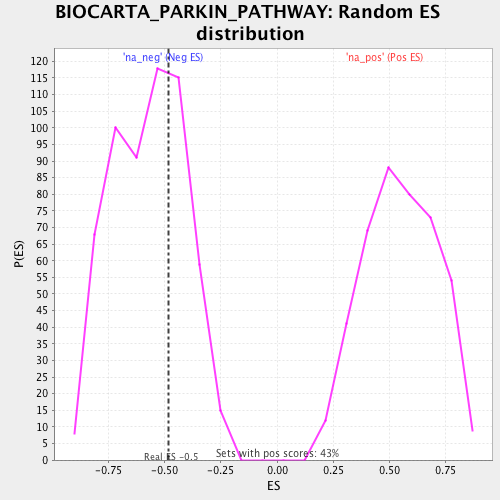 BIOCARTA_PARKIN_PATHWAY: Random ES
distribution
'na_neg' (Neg ES)
'na_pos' (Pos ES)
120
115
110
105
100
95
90
85
80
75
70
65
60
55
50
45
40
35
30
25
20
15
10
5
0
P(ES)
Real ES -0.5
Sets with pos scores: 43%
-0.75 -0.50 -0.25 0.00 0.25 0.50 0.75
ES